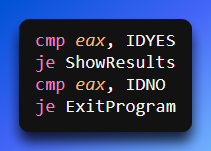 cmp eax, IDYES
je ShowResults
cmp eax, IDNO
je ExitProgram